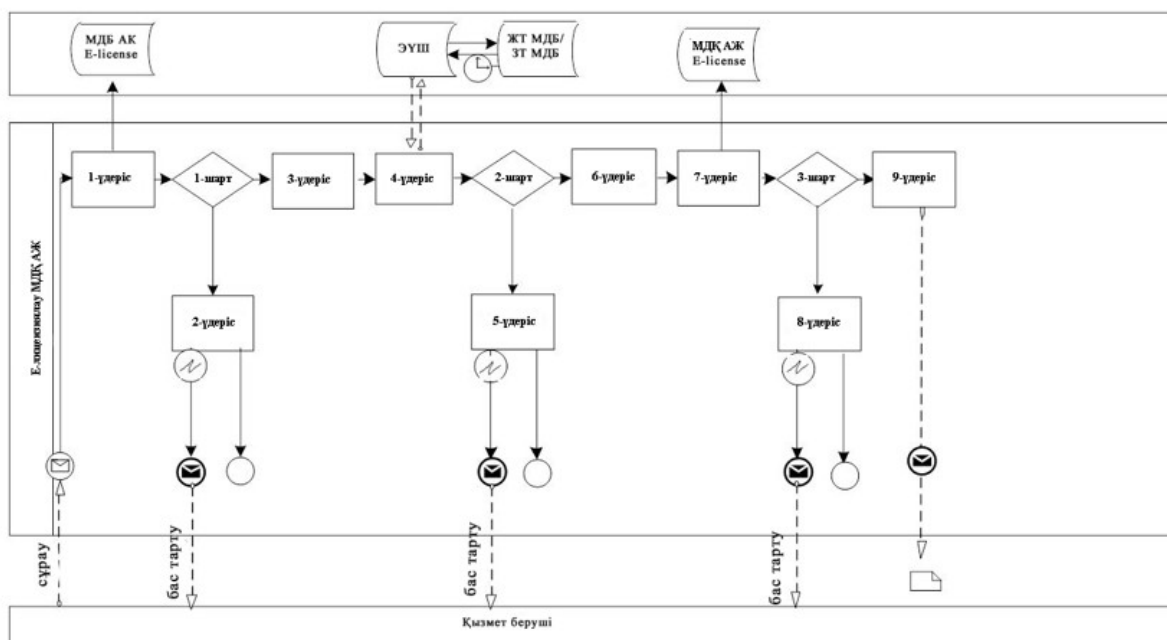 МДБ АК
E-license
ЭҮШ
ЖТ МДБ/
ЗТ МДБ
МДҚ АЖ
E-license
1-үдеріс
1-шарт
3-үдеріс
4-үдеріс
2-шарт
6-үдеріс
7-үдеріс
3-шарт
9-үдеріс
2-үдеріс
5-үдеріс
8-үдеріс
Е-лицензиялау МДҚ АЖ
сұрау
бас тарту
бас тарту
бас тарту
Қызмет беруші